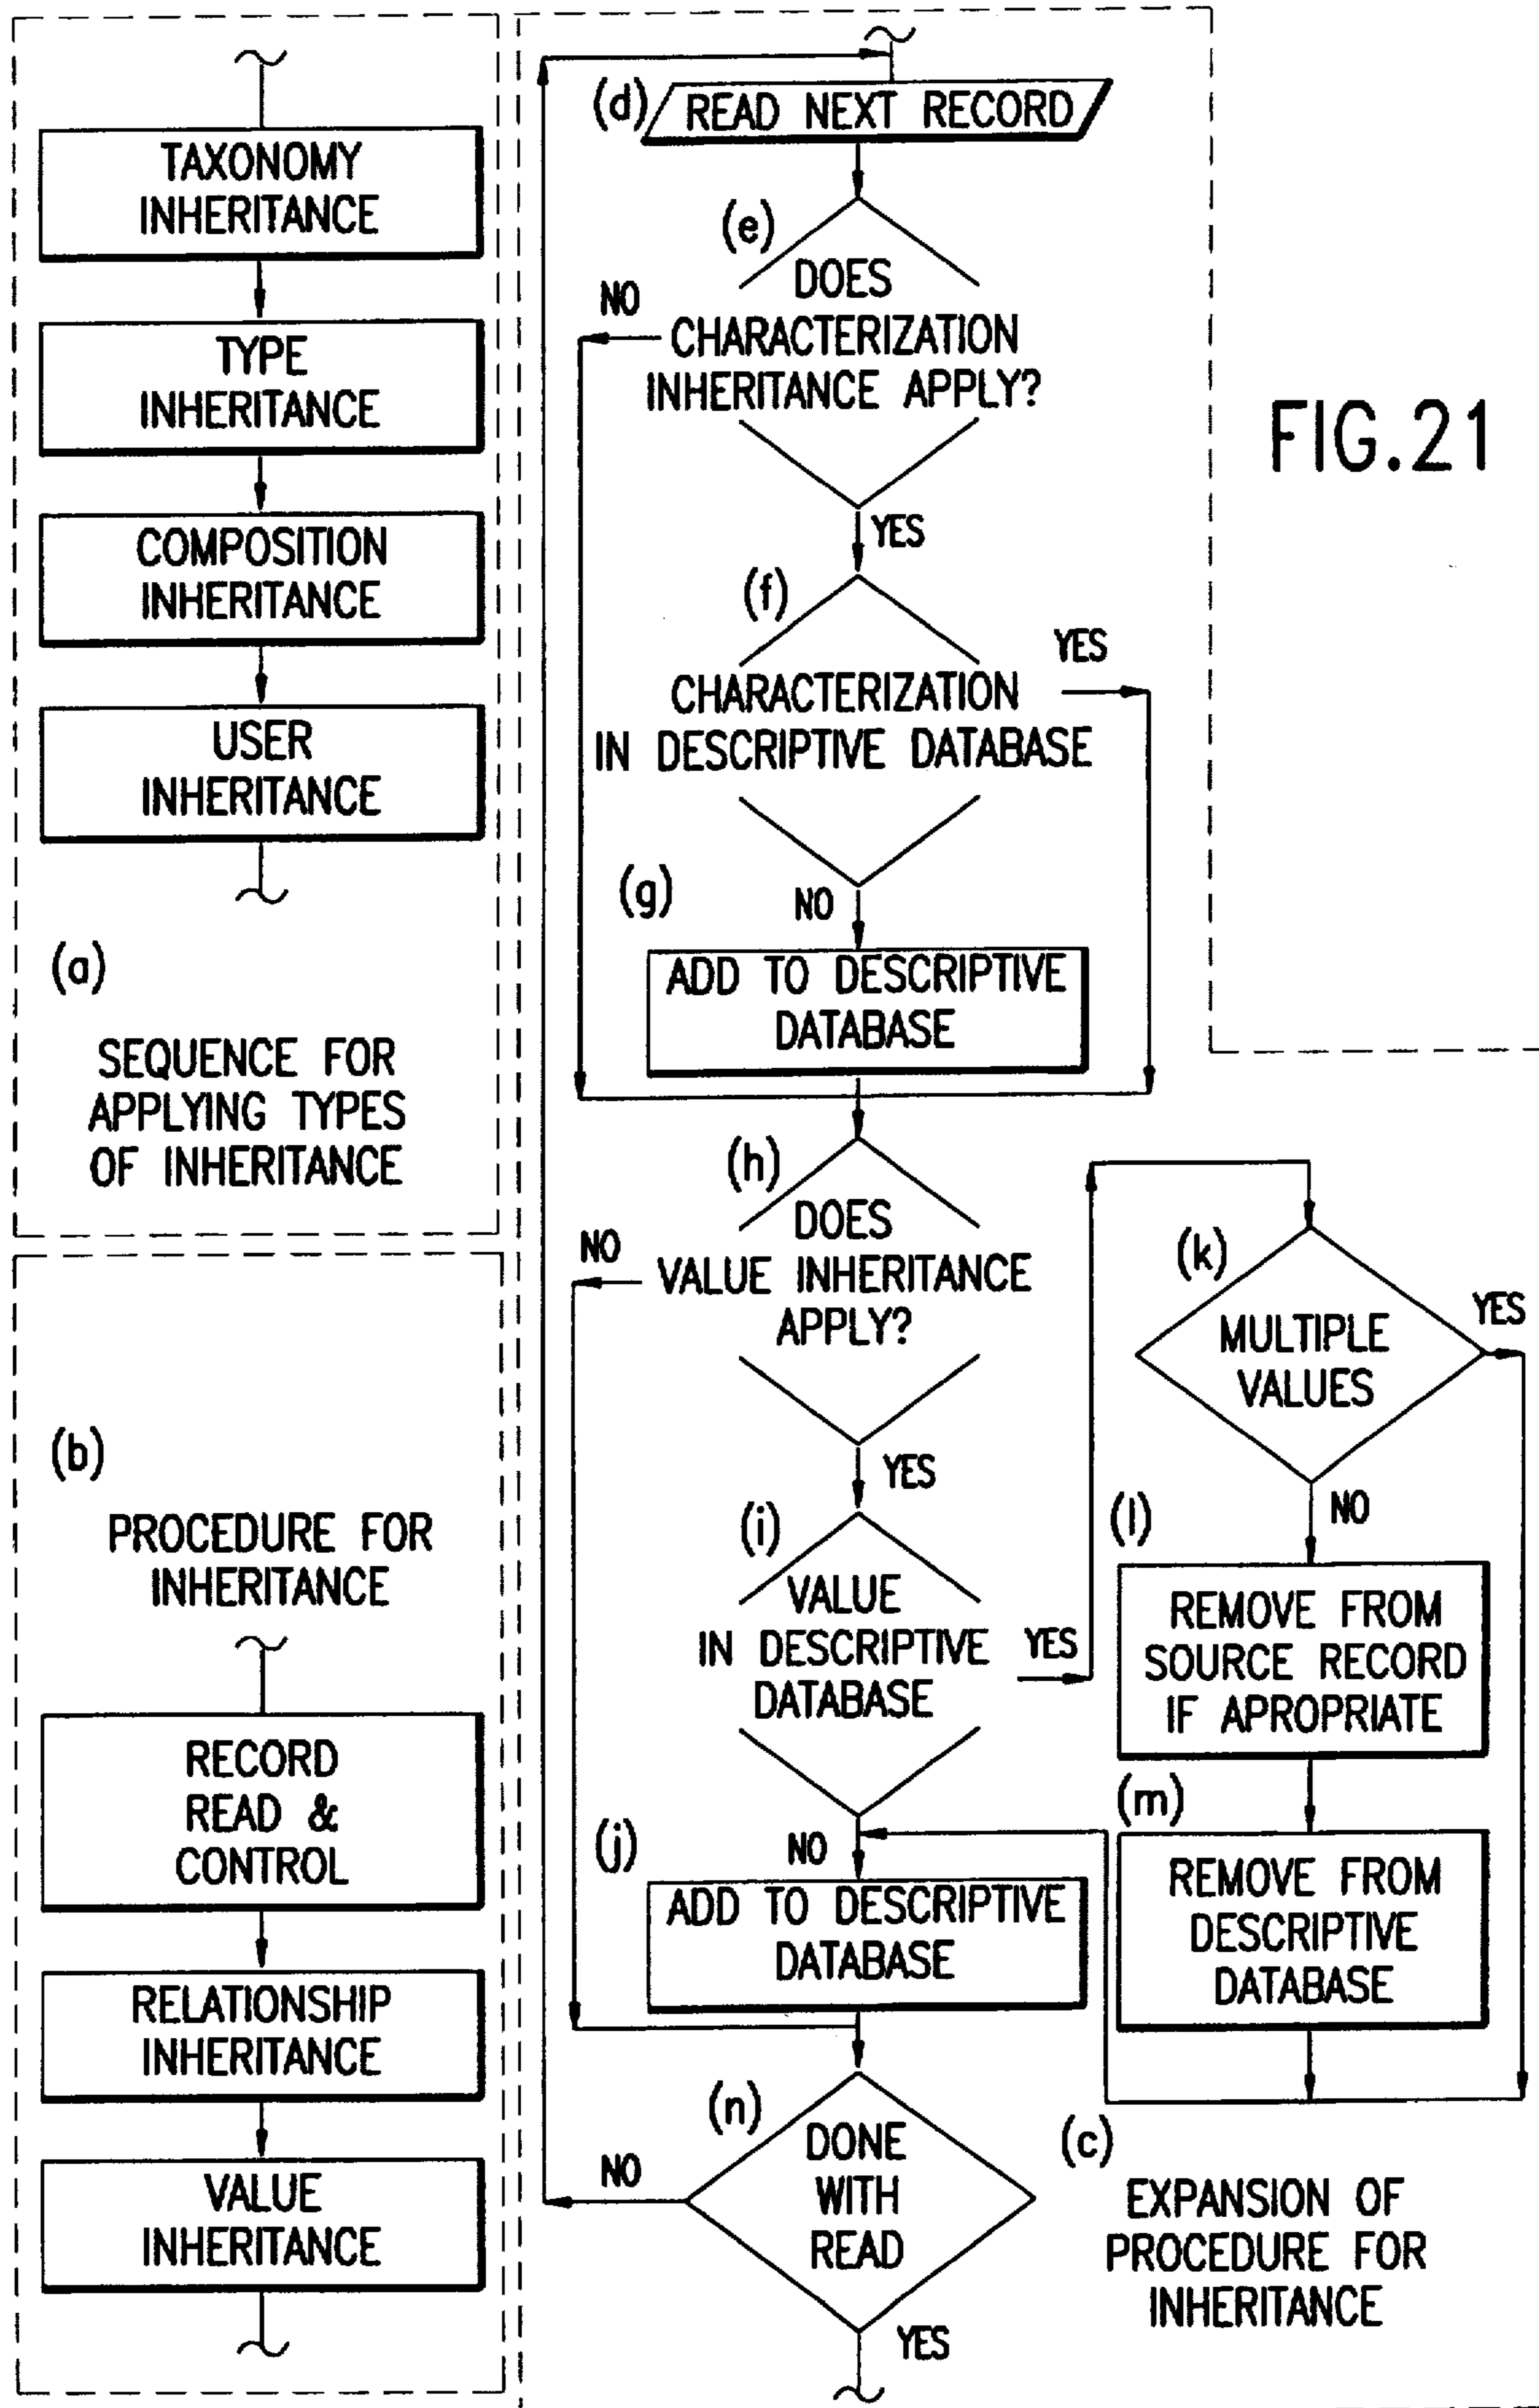 TAXONOMY
INHERITANCE
TYPE
INHERITANCE
COMPOSITION
INHERITANCE
USER
INHERITANCE
(a)
SEQUENCE FOR
APPLYING TYPES
OF INHERITANCE
(b)
PROCEDURE FOR
INHERITANCE
RECORD
READ &
CONTROL
RELATIONSHIP
INHERITANCE
VALUE
INHERITANCE
(d)
READ NEXT RECORD
(e)
DOES
CHARACTERIZATION
INHERITANCE APPLY?
NO
YES
(f)
CHARACTERIZATION
IN DESCRIPTIVE DATABASE
YES
NO
(g)
ADD TO DESCRIPTIVE
DATABASE
(h)
DOES
VALUE INHERITANCE
APPLY?
NO
YES
(i)
VALUE
IN DESCRIPTIVE
DATABASE
YES
NO
(j)
ADD TO DESCRIPTIVE
DATABASE
(k)
MULTIPLE
VALUES
YES
NO
(l)
REMOVE FROM
SOURCE RECORD
IF APROPRIATE
(m)
REMOVE FROM
DESCRIPTIVE
DATABASE
(n)
DONE
WITH
READ
NO
YES
(c)
EXPANSION OF
PROCEDURE FOR
INHERITANCE
FIG.21